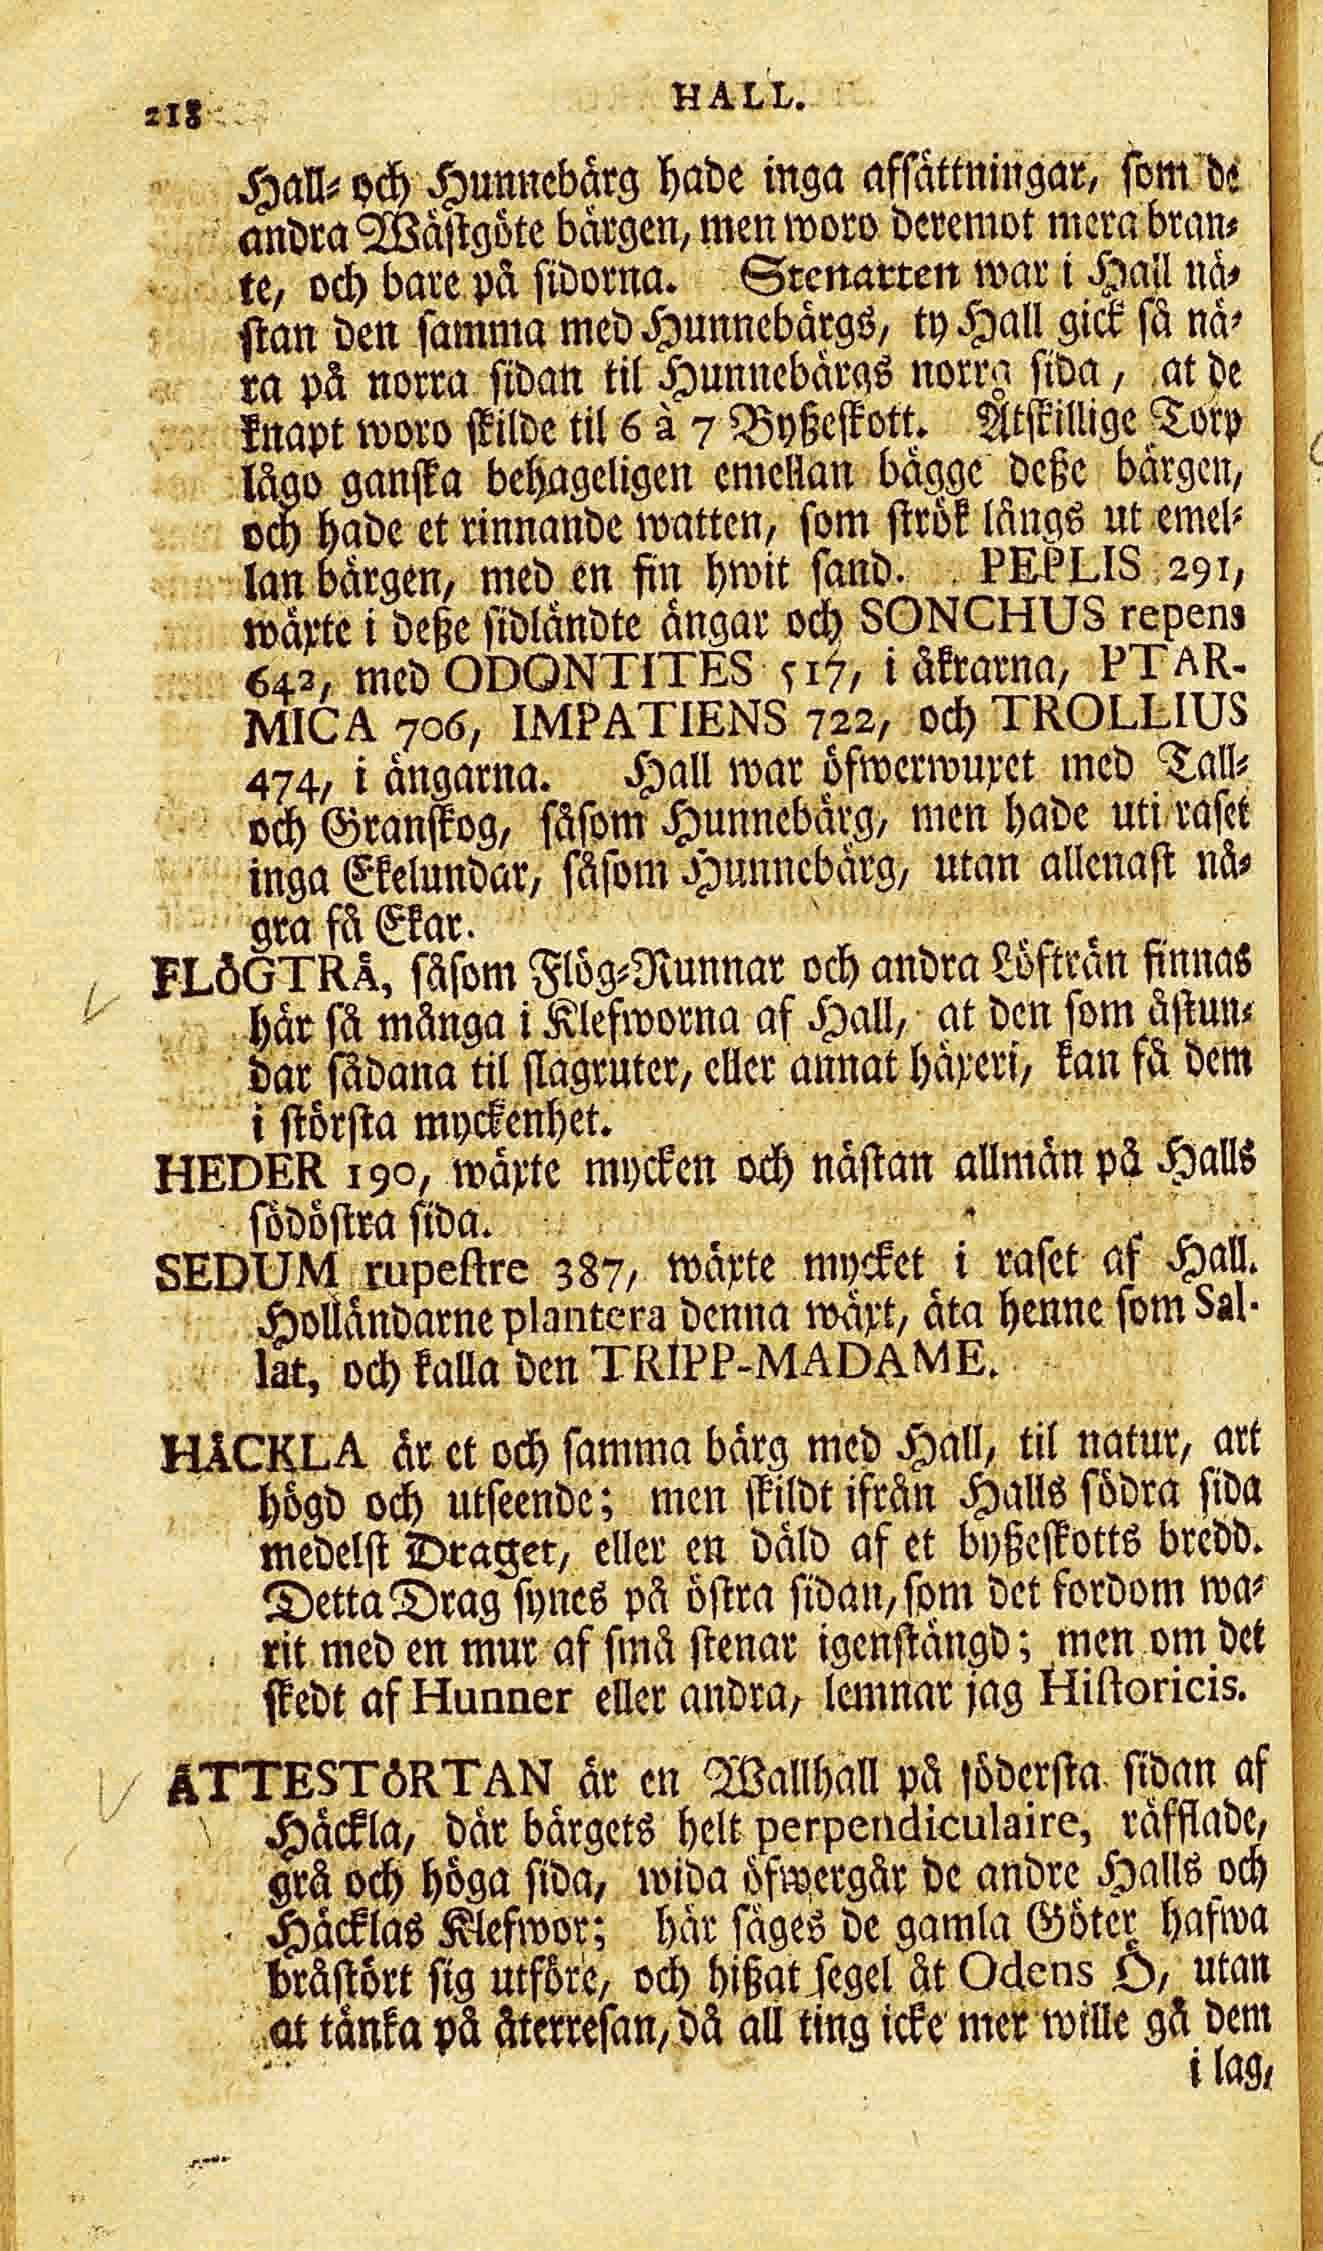 218
HALL.
Hall- och Hunnebärg hade inga afsättningar, som de
andra Wästgöte bärgen, men woro deremot mera bran-
te, och bare på sidorna. Stenarten war i Hall nä-
stan den samma med Hunnebärgs, ty Hall gick så nä-
ra på norra sidan til Hunnebärgs norra sida, at de
knapt woro skilde til 6 à 7 Bysseskott. Åtskillige Torp
lågo ganska behageligen emellan bägge desse bärgen,
och hade et rinnande watten, som strök långs ut emel-
lan bärgen, med en fin hwit sand. PEPLIS 291,
wäxte i desse sidländte ängar och SONCHUS repens
642, med ODONTITES 517, i åkrarna, PTAR-
MICA 706, IMPATIENS 722, och TROLLIUS
474, i ängarna. Hall war öfwerwuxet med Tall-
och Granskog, såsom Hunnebärg, men hade uti raset
inga Ekelundar, såsom Hunnebärg, utan allenast nå-
gra få Ekar.
FLÖGTRÄ, såsom Flög-Runnar och andra Löfträn finnas
här så många i Klefworna af Hall, at den som åstun-
dar sådana til slagruter, eller annat häxeri, kan få dem
i största myckenhet.
HEDER 190, wäxte mycken och nästan allmän på Halls
södöstra sida.
SEDUM rupestre 387, wäxte mycket i raset af Hall.
Holländarne plantera denna wäxt, äta henne som Sal-
lat, och kalla den TRIPP-MADAME.
HÄCKLA är et och samma bärg med Hall, til natur, art
högd och utseende; men skildt ifrån Halls södra sida
medelst Draget, eller en däld af et bysseskotts bredd.
Detta Drag synes på östra sidan, som det fordom wa-
rit med en mur af små stenar igenstängd; men om det
skedt af Hunner eller andra, lemnar jag Historicis.
ÄTTESTÖRTAN är en Wallhall på södersta sidan af
Häckla, där bärgets helt perpendiculaire, räfflade,
grå och höga sida, wida öfwergår de andre Halls och
Häcklas Klefwor; här säges de gamla Göter hafwa
bråstört sig utföre, och hissat segel åt Odens Ö, utan
at tänka på återresan, då all ting icke mer wille gå dem
i lag,